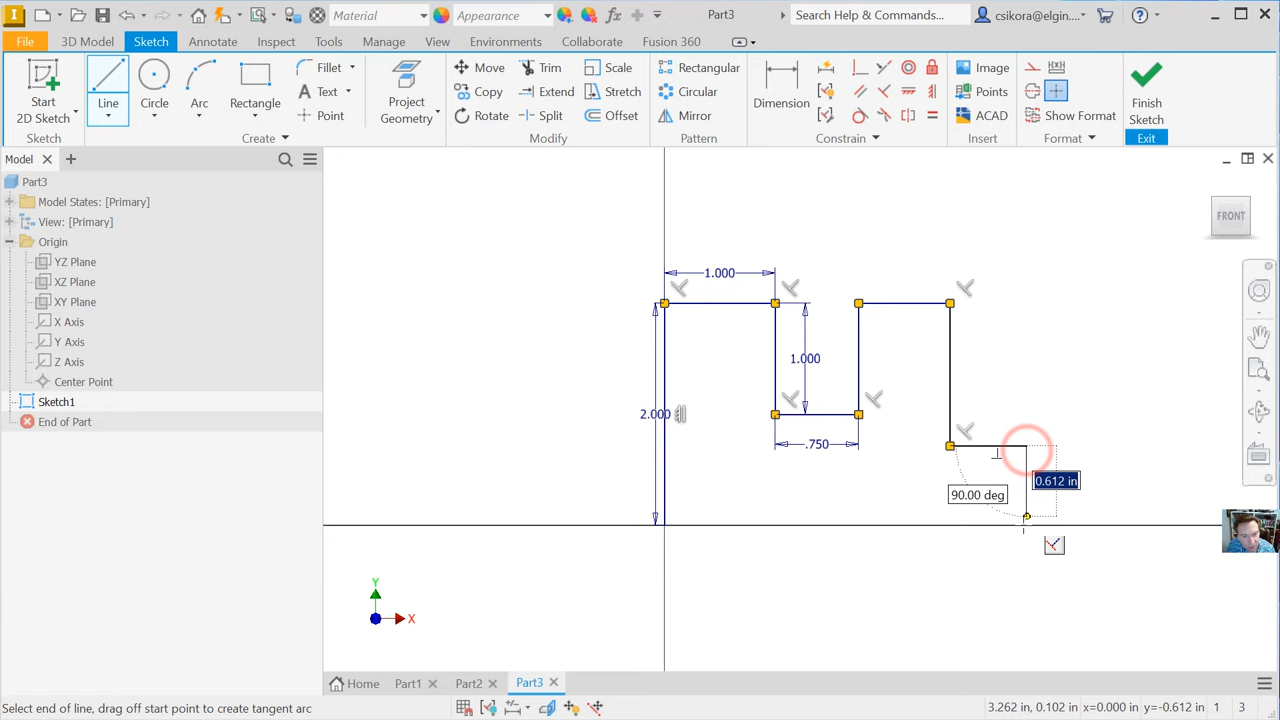 Material
Appearance
Part3
Search Help & Commands...
csikora@elgin....
File
3D Model
Sketch
Annotate
Inspect
Tools
Manage
View
Environments
Collaborate
Fusion 360
Start
2D Sketch
Line
Circle
Arc
Rectangle
Fillet
Text
Point
Project
Geometry
Move
Copy
Rotate
Trim
Extend
Split
Scale
Stretch
Offset
Rectangular
Circular
Mirror
Dimension
Image
Points
ACAD
Show Format
Finish
Sketch
Sketch
Create
Modify
Pattern
Constrain
Insert
Format
Exit
Model
Part3
Model States: [Primary]
View: [Primary]
Origin
YZ Plane
XZ Plane
XY Plane
X Axis
Y Axis
Z Axis
Center Point
Sketch1
End of Part
FRONT
1.000
1.000
2.000
.750
0.612 in
90.00 deg
Y
X
Home
Part1
Part2
Part3
Select end of line, drag off start point to create tangent arc
3.262 in, 0.102 in
x=0.000 in
y=-0.612 in
1
3